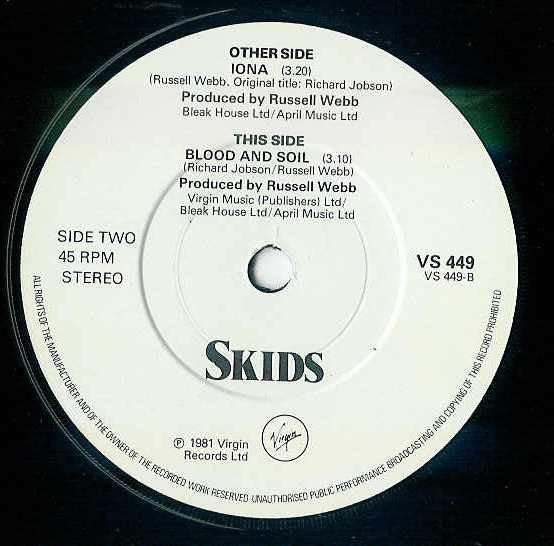 OTHER SIDE
IONA (3.20)
(Russell Webb. Original title: Richard Jobson)
Produced by Russell Webb
Bleak House Ltd/April Music Ltd
THIS SIDE
BLOOD AND SOIL (3.10)
(Richard Jobson/Russell Webb)
Produced by Russell Webb
Virgin Music (Publishers) Ltd/
Bleak House Ltd/April Music Ltd
SIDE TWO
45 RPM
STEREO
VS 449
VS 449-B
SKIDS
℗ 1981 Virgin
Records Ltd
Virgin
ALL RIGHTS OF THE MANUFACTURER AND OF THE OWNER OF THE RECORDED WORK RESERVED UNAUTHORISED PUBLIC PERFORMANCE BROADCASTING AND COPYING OF THIS RECORD PROHIBITED